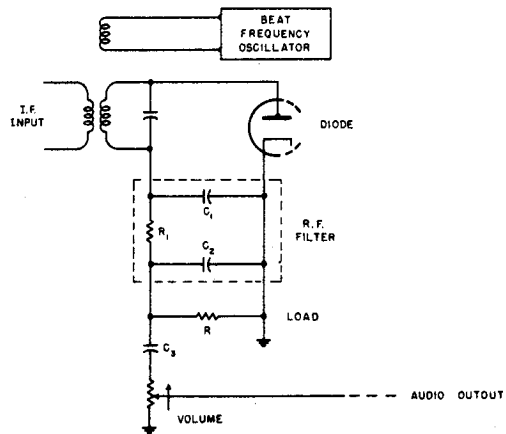 BEAT
FREQUENCY
OSCILLATOR
I.F.
INPUT
DIODE
C1
R1
R.F.
FILTER
C2
R
LOAD
C3
AUDIO OUTOUT
VOLUME